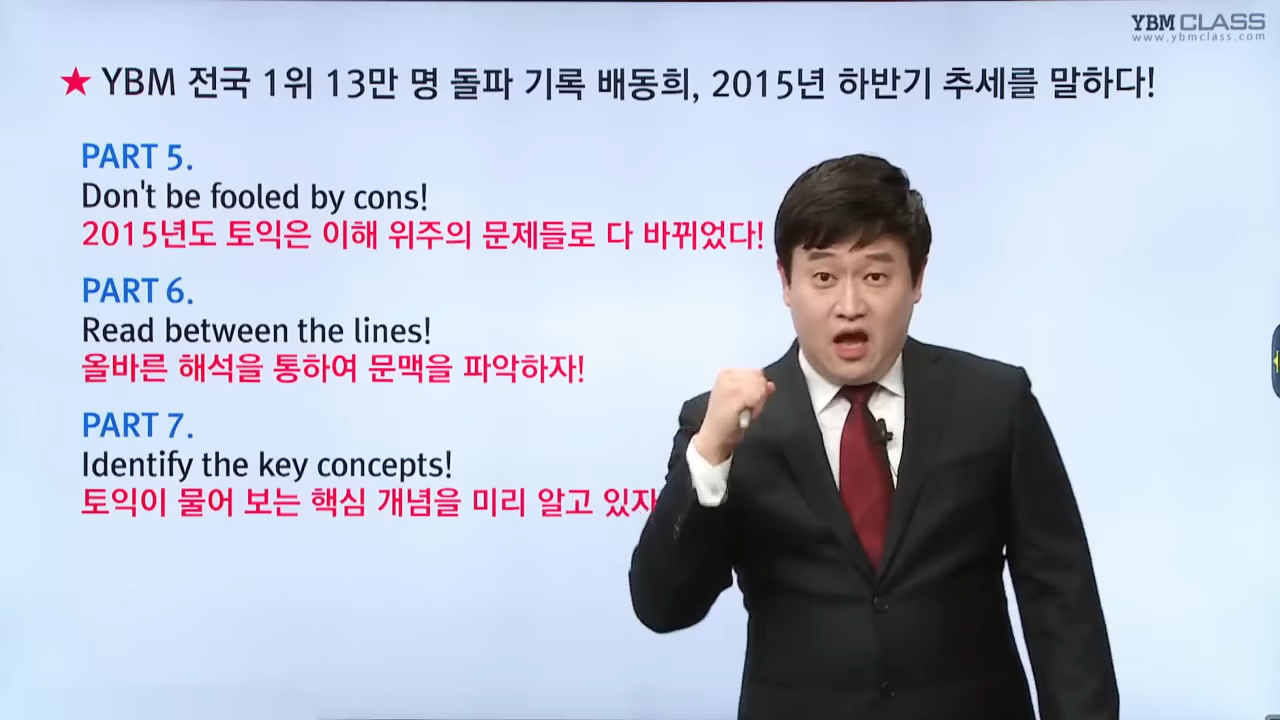 YBM CLASS
www.ybmclass.com
★ YBM 전국 1위 13만 명 돌파 기록 배동희, 2015년 하반기 추세를 말하다!
PART 5.
Don't be fooled by cons!
2015년도 토익은 이해 위주의 문제들로 다 바뀌었다!
PART 6.
Read between the lines!
올바른 해석을 통하여 문맥을 파악하자!
PART 7.
Identify the key concepts!
토익이 물어 보는 핵심 개념을 미리 알고 있자